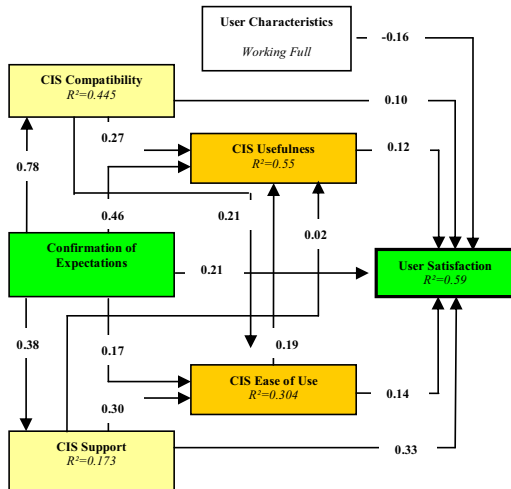 User Characteristics
Working Full
-0.16
CIS Compatibility
R²=0.445
0.10
0.27
CIS Usefulness
R²=0.55
0.12
0.78
0.46
0.21
0.02
Confirmation of
Expectations
0.21
User Satisfaction
R²=0.59
0.38
0.17
0.19
CIS Ease of Use
R²=0.304
0.14
0.30
CIS Support
R²=0.173
0.33